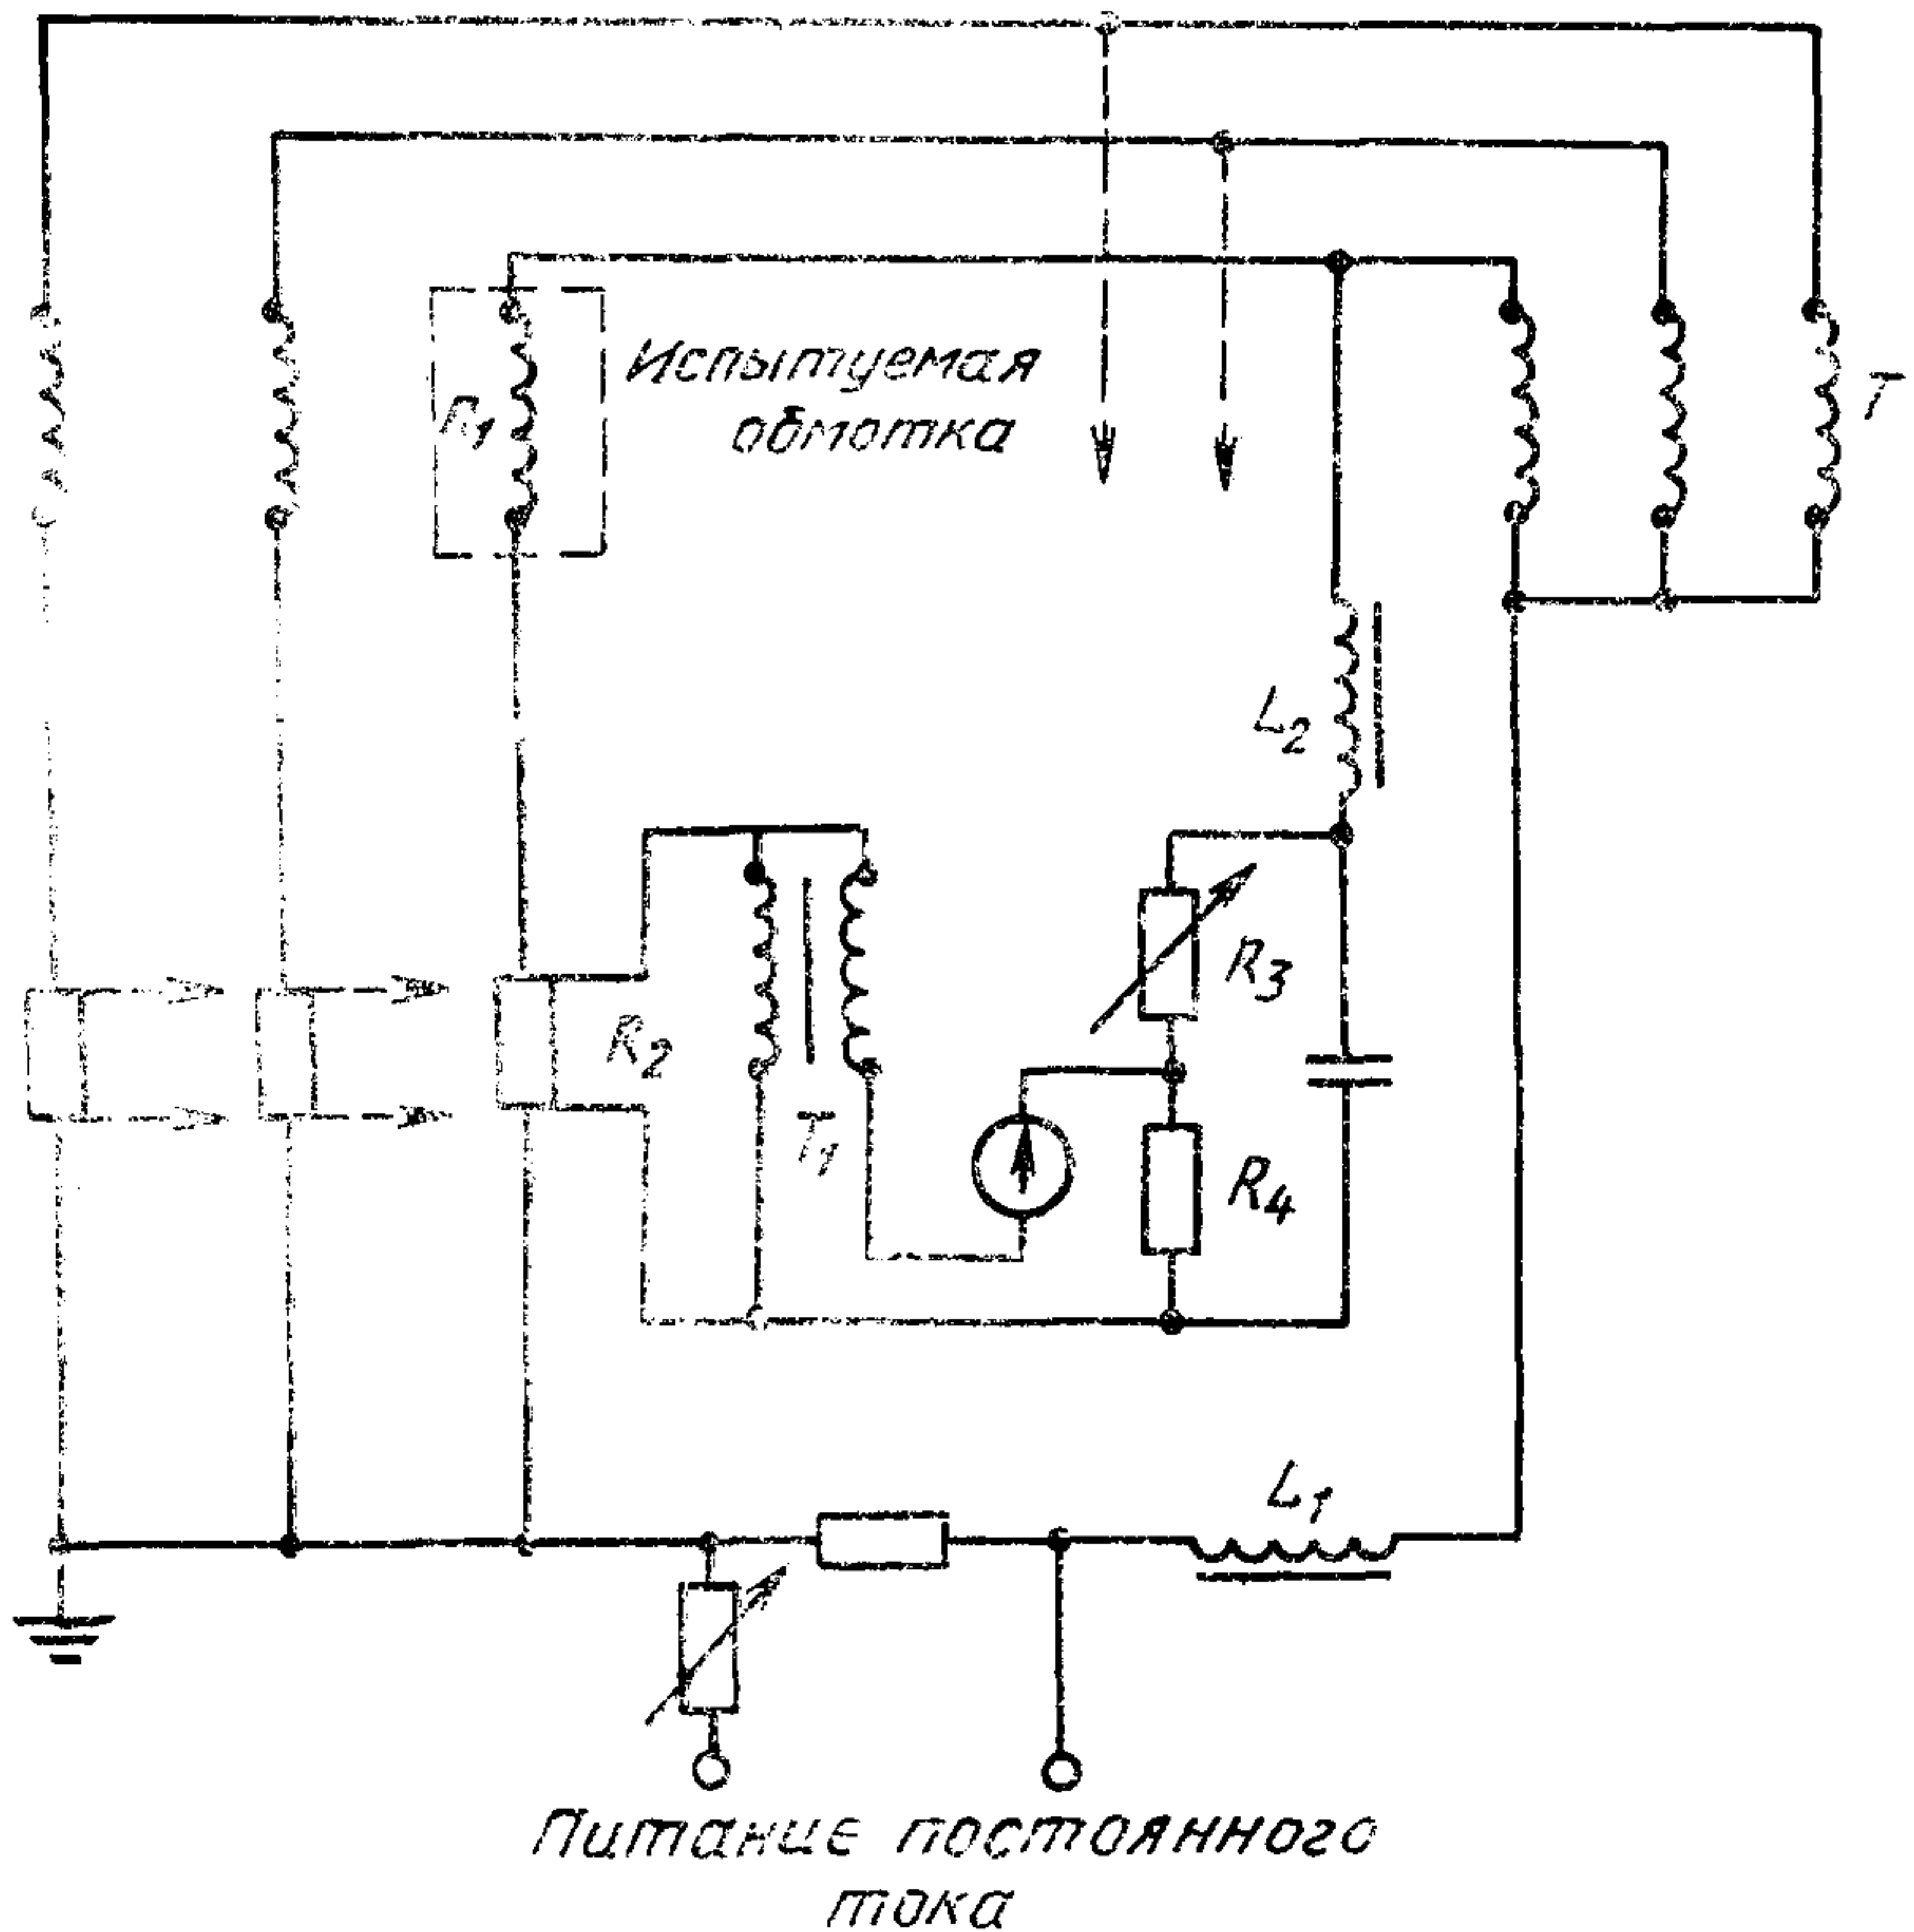 R1
Испытуемая
обмотка
T
L2
R3
R2
T1
R4
L1
Питание постоянного
тока